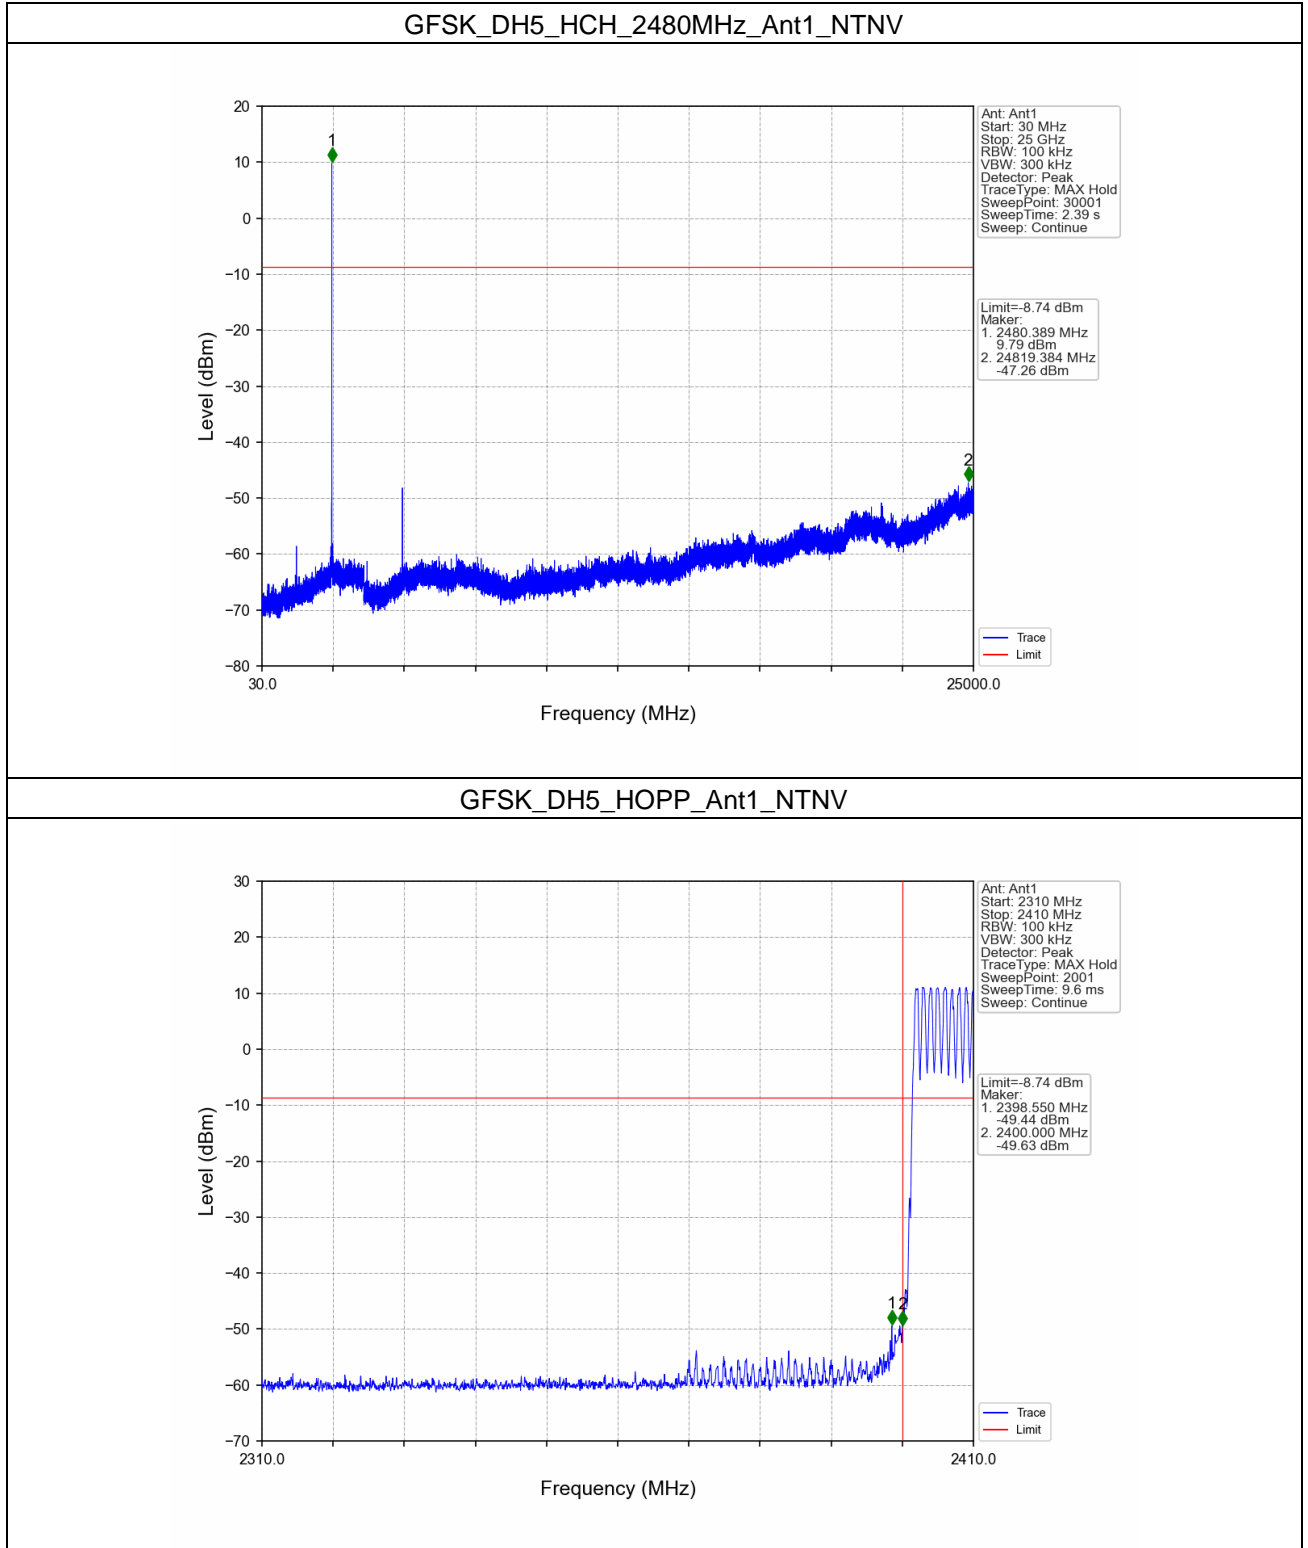 GFSK_DH5_HCH_2480MHz_Ant1_NTNV
20
10
0
−10
−20
−30
−40
−50
−60
−70
−80
Level (dBm)
30.0
25000.0
Frequency (MHz)
1
2
Ant: Ant1
Start: 30 MHz
Stop: 25 GHz
RBW: 100 kHz
VBW: 300 kHz
Detector: Peak
TraceType: MAX Hold
SweepPoint: 30001
SweepTime: 2.39 s
Sweep: Continue
Limit=-8.74 dBm
Maker:
1. 2480.389 MHz
9.79 dBm
2. 24819.384 MHz
-47.26 dBm
Trace
Limit
GFSK_DH5_HOPP_Ant1_NTNV
30
20
10
0
−10
−20
−30
−40
−50
−60
−70
Level (dBm)
2310.0
2410.0
Frequency (MHz)
1
2
Ant: Ant1
Start: 2310 MHz
Stop: 2410 MHz
RBW: 100 kHz
VBW: 300 kHz
Detector: Peak
TraceType: MAX Hold
SweepPoint: 2001
SweepTime: 9.6 ms
Sweep: Continue
Limit=-8.74 dBm
Maker:
1. 2398.550 MHz
-49.44 dBm
2. 2400.000 MHz
-49.63 dBm
Trace
Limit